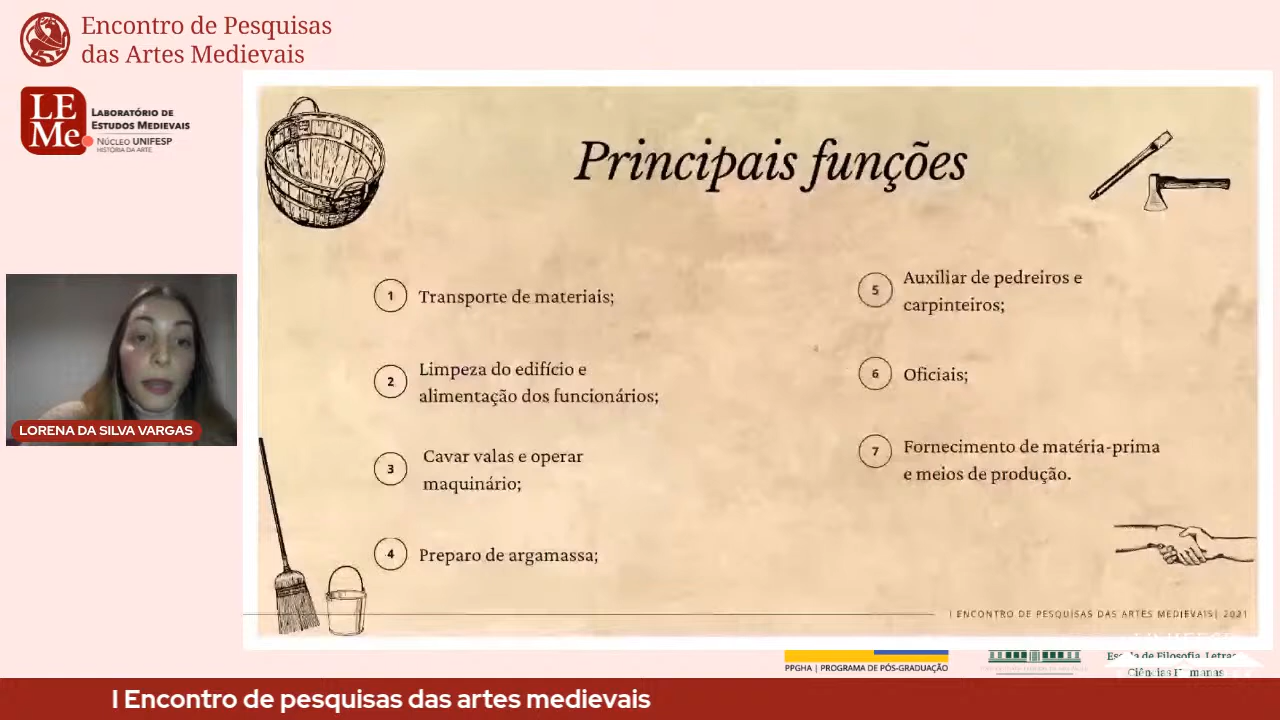 Encontro de Pesquisas
das Artes Medievais
LE
Me
LABORATÓRIO DE
ESTUDOS MEDIEVAIS
NÚCLEO UNIFESP
HISTÓRIA DA ARTE
LORENA DA SILVA VARGAS
Principais funções
1 Transporte de materiais;
2 Limpeza do edifício e
alimentação dos funcionários;
3 Cavar valas e operar
maquinário;
4 Preparo de argamassa;
5 Auxiliar de pedreiros e
carpinteiros;
6 Oficiais;
7 Fornecimento de matéria-prima
e meios de produção.
I ENCONTRO DE PESQUISAS DAS ARTES MEDIEVAIS| 2021
PPGHA | PROGRAMA DE PÓS-GRADUAÇÃO
de Filosofia, Letras
Ciências
I Encontro de pesquisas das artes medievais